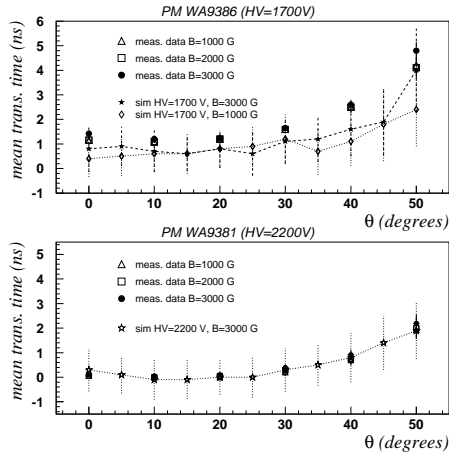 PM WA9386 (HV=1700V)
mean trans. time (ns)
6
5
4
3
2
1
0
-1
meas. data B=1000 G
meas. data B=2000 G
meas. data B=3000 G
sim HV=1700 V, B=3000 G
sim HV=1700 V, B=1000 G
0 10 20 30 40 50
θ (degrees)
PM WA9381 (HV=2200V)
mean trans. time (ns)
5
4
3
2
1
0
-1
meas. data B=1000 G
meas. data B=2000 G
meas. data B=3000 G
sim HV=2200 V, B=3000 G
0 10 20 30 40 50
θ (degrees)